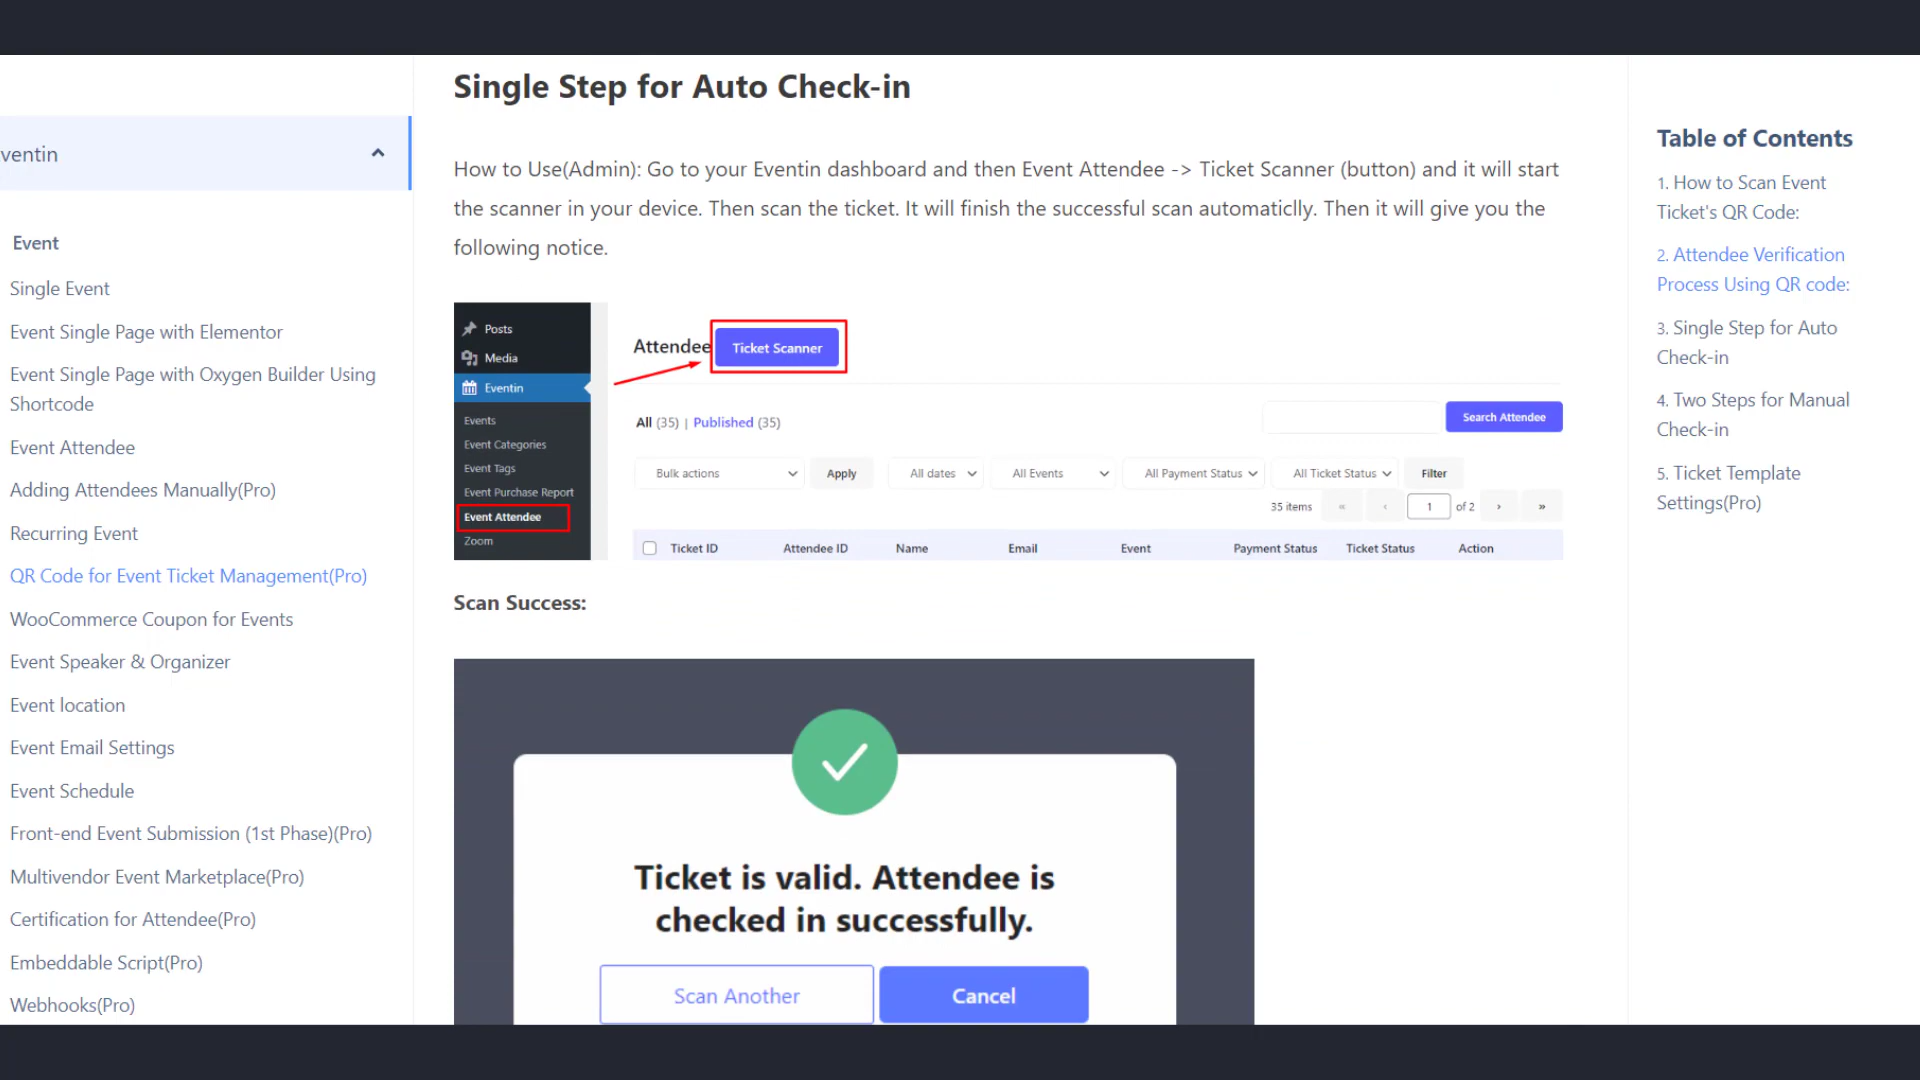 ventin
Event
Single Event
Event Single Page with Elementor
Event Single Page with Oxygen Builder Using
Shortcode
Event Attendee
Adding Attendees Manually(Pro)
Recurring Event
QR Code for Event Ticket Management(Pro)
WooCommerce Coupon for Events
Event Speaker & Organizer
Event location
Event Email Settings
Event Schedule
Front-end Event Submission (1st Phase)(Pro)
Multivendor Event Marketplace(Pro)
Certification for Attendee(Pro)
Embeddable Script(Pro)
Webhooks(Pro)
Single Step for Auto Check-in
How to Use(Admin): Go to your Eventin dashboard and then Event Attendee -> Ticket Scanner (button) and it will start
the scanner in your device. Then scan the ticket. It will finish the successful scan automaticlly. Then it will give you the
following notice.
Posts
Media
Eventin
Events
Event Categories
Event Tags
Event Purchase Report
Event Attendee
Zoom
Attendee Ticket Scanner
All (35) | Published (35)
Search Attendee
Bulk actions Apply All dates All Events All Payment Status All Ticket Status Filter
35 items « ‹ 1 of 2 › »
Ticket ID Attendee ID Name Email Event Payment Status Ticket Status Action
Scan Success:
Ticket is valid. Attendee is
checked in successfully.
Scan Another Cancel
Table of Contents
1. How to Scan Event
Ticket's QR Code:
2. Attendee Verification
Process Using QR code:
3. Single Step for Auto
Check-in
4. Two Steps for Manual
Check-in
5. Ticket Template
Settings(Pro)